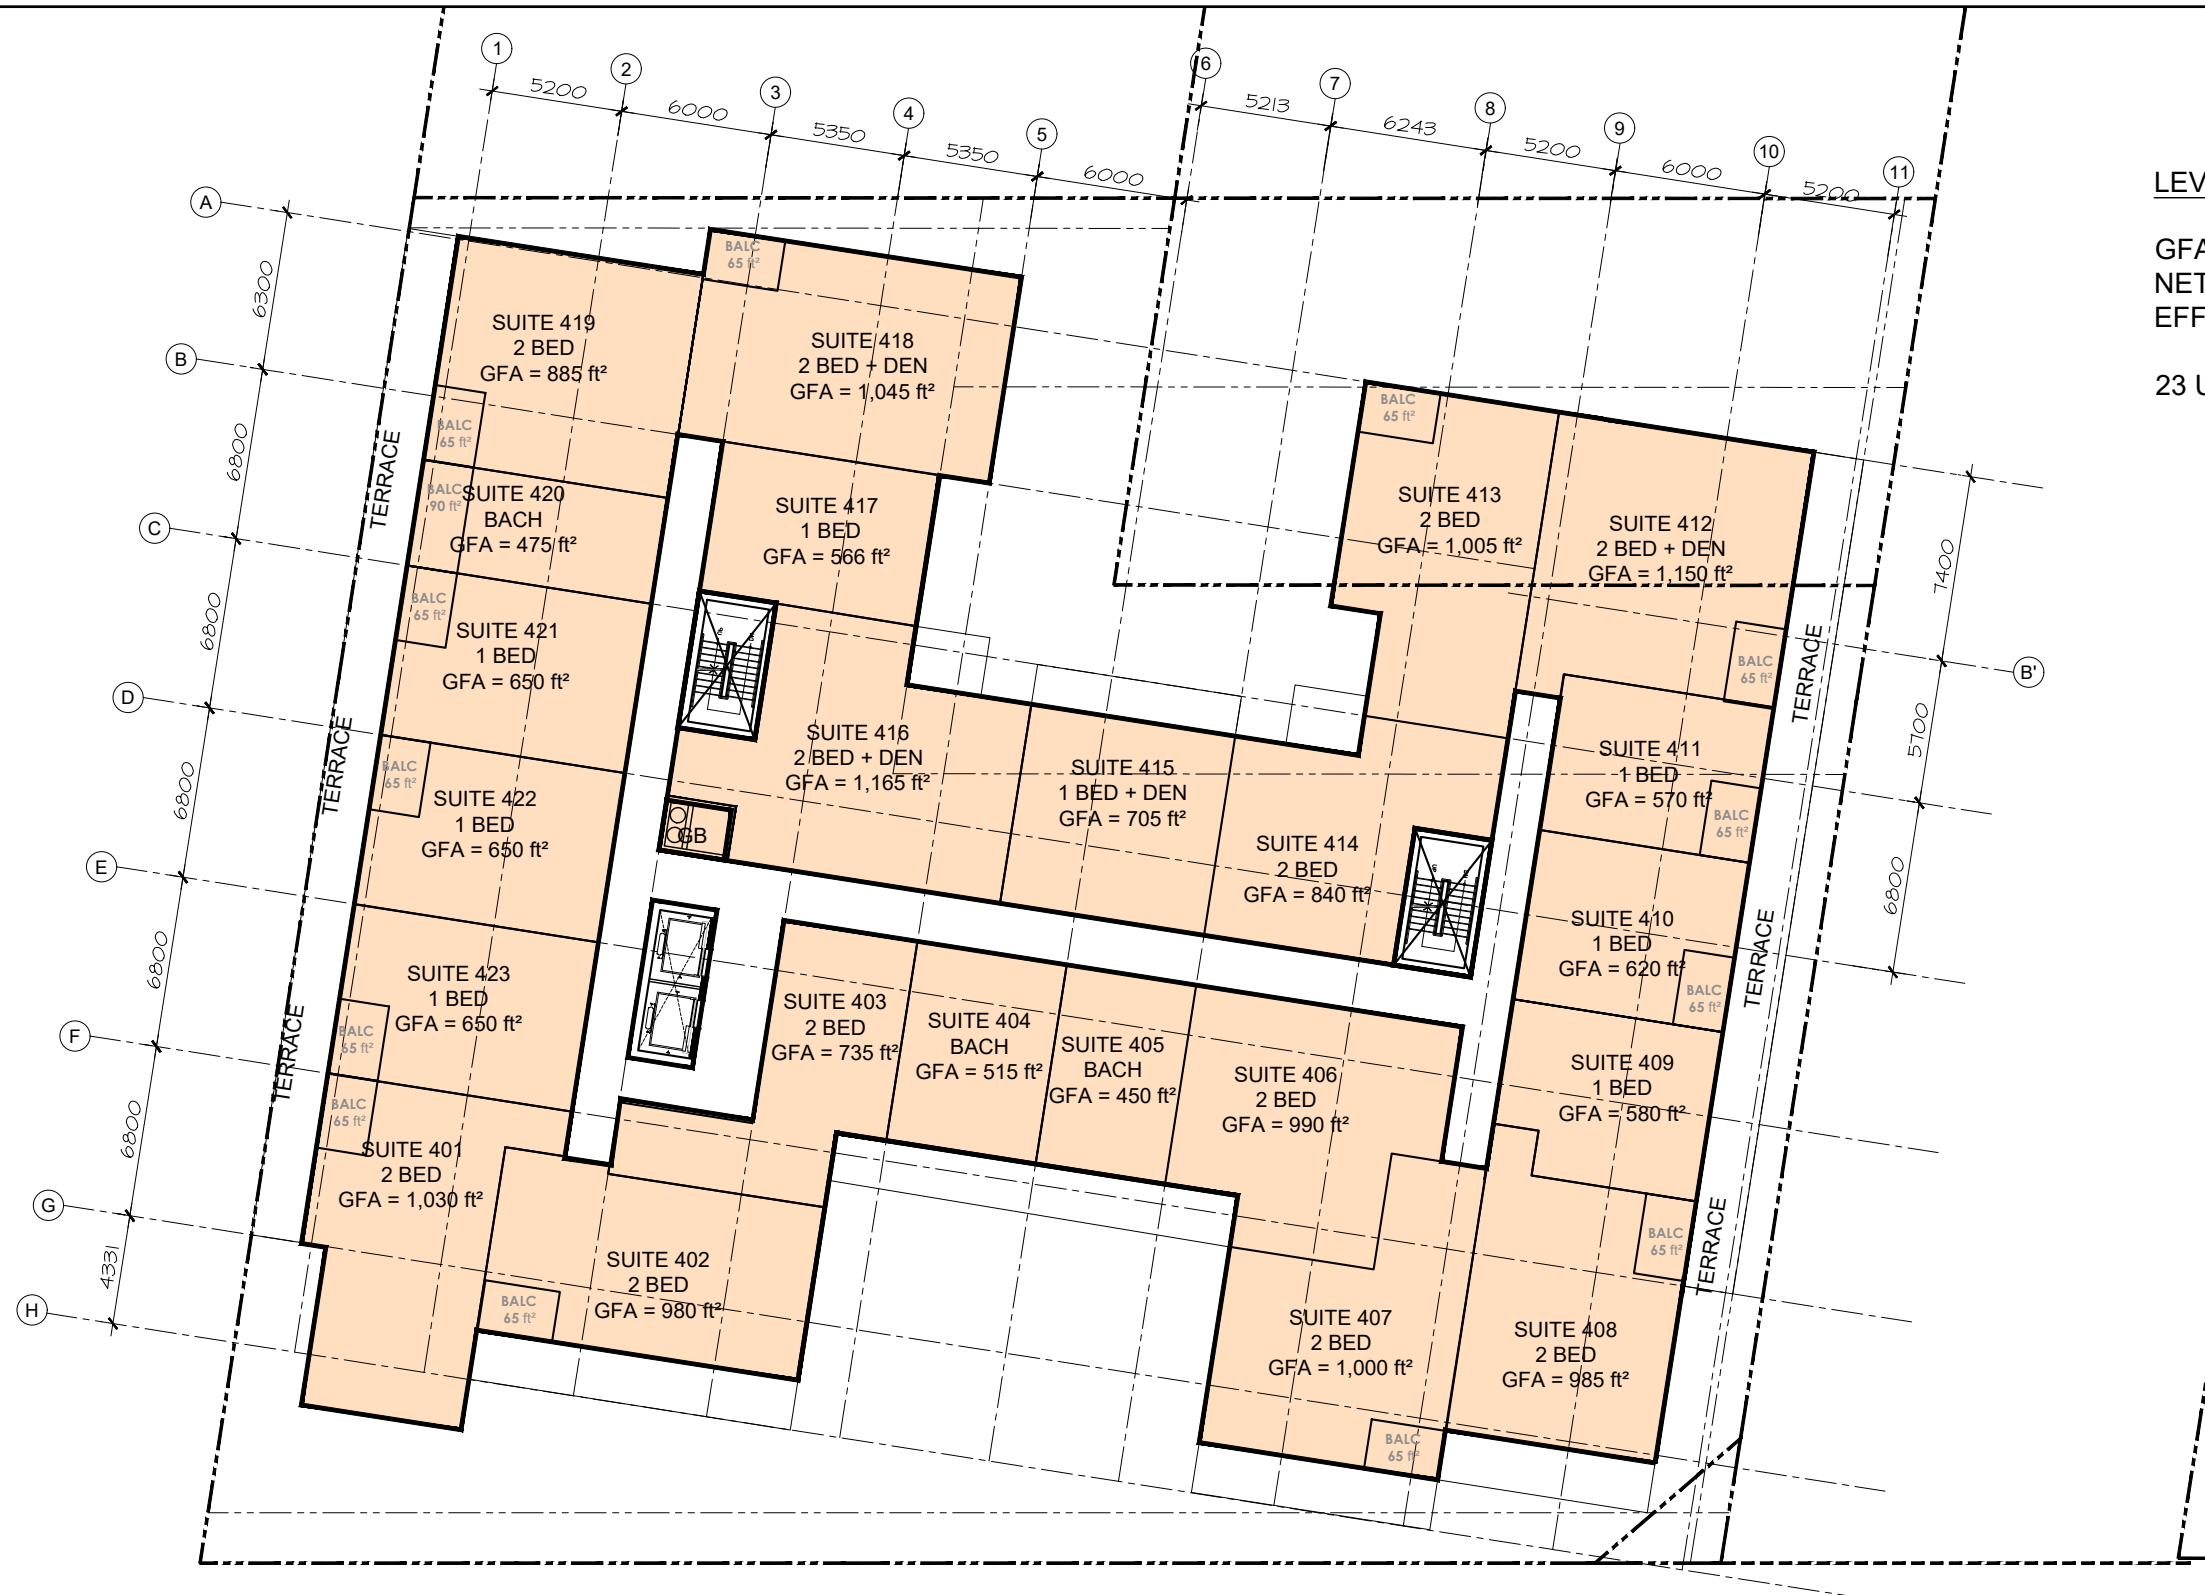 1
2
3
4
5
6
7
8
9
10
11
5200
6000
5350
5350
6000
5213
6243
5200
6000
5200
A
B
C
D
E
F
G
H
B'
6300
6800
6800
6800
6800
6800
4331
7400
5700
6800
LEV
GFA
NET
EFF
23 U
TERRACE
TERRACE
TERRACE
TERRACE
TERRACE
TERRACE
BALC
65 ft²
SUITE 419
2 BED
GFA = 885 ft²
BALC
65 ft²
SUITE 418
2 BED + DEN
GFA = 1,045 ft²
BALC
90 ft²
SUITE 420
BACH
GFA = 475 ft²
SUITE 417
1 BED
GFA = 566 ft²
BALC
65 ft²
SUITE 413
2 BED
GFA = 1,005 ft²
SUITE 412
2 BED + DEN
GFA = 1,150 ft²
BALC
65 ft²
BALC
65 ft²
SUITE 421
1 BED
GFA = 650 ft²
SUITE 416
2 BED + DEN
GFA = 1,165 ft²
GB
SUITE 415
1 BED + DEN
GFA = 705 ft²
SUITE 411
1 BED
GFA = 570 ft²
BALC
65 ft²
BALC
65 ft²
SUITE 422
1 BED
GFA = 650 ft²
SUITE 414
2 BED
GFA = 840 ft²
SUITE 410
1 BED
GFA = 620 ft²
BALC
65 ft²
SUITE 423
1 BED
GFA = 650 ft²
BALC
65 ft²
SUITE 403
2 BED
GFA = 735 ft²
SUITE 404
BACH
GFA = 515 ft²
SUITE 405
BACH
GFA = 450 ft²
SUITE 406
2 BED
GFA = 990 ft²
SUITE 409
1 BED
GFA = 580 ft²
BALC
65 ft²
SUITE 401
2 BED
GFA = 1,030 ft²
BALC
65 ft²
SUITE 402
2 BED
GFA = 980 ft²
BALC
65 ft²
SUITE 407
2 BED
GFA = 1,000 ft²
BALC
65 ft²
SUITE 408
2 BED
GFA = 985 ft²
BALC
65 ft²